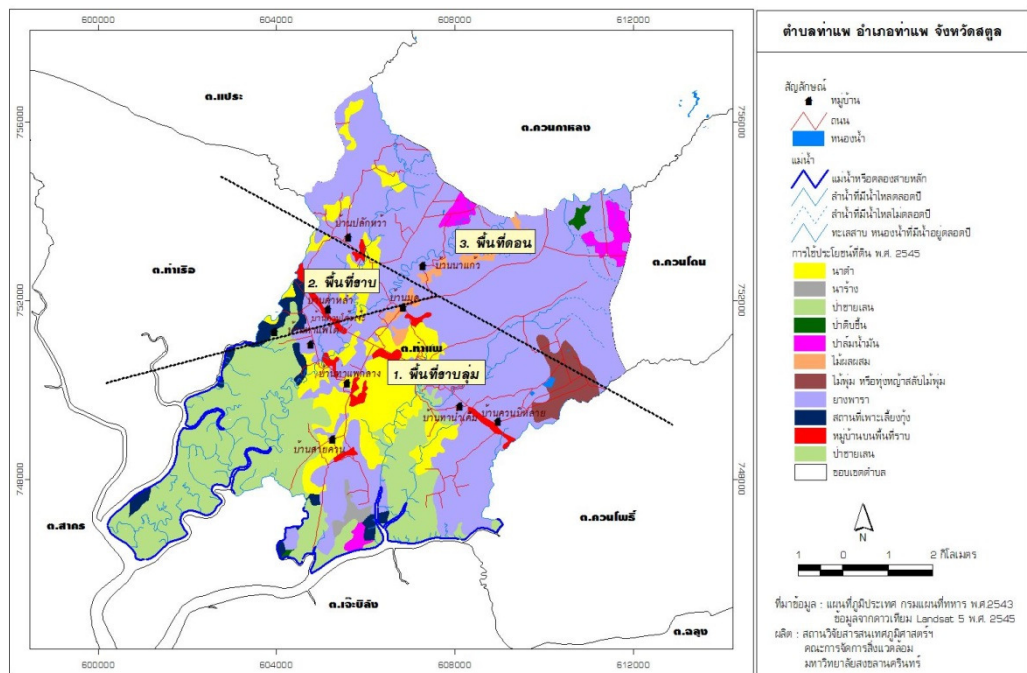 600000 604000 608000 612000
756000
752000
748000
756000
752000
748000
ต.แประ
ต.ควนกาหลง
ต.ท่าเรือ
ต.ควนโดน
ต.สาคร
ต.ควนโพธิ์
ต.เจ๊ะบิลัง
ต.ฉลุง
ต.ท่าแพ
บ้านปลักหว้า
3. พื้นที่ดอน
บ้านนาแก้ว
2. พื้นที่ราบ
1. พื้นที่ราบลุ่ม
บ้านท่าแพกลาง
บ้านควน
600000 604000 608000 612000
ตำบลท่าแพ อำเภอท่าแพ จังหวัดสตูล
สัญลักษณ์
หมู่บ้าน
ถนน
หนองน้ำ
แม่น้ำ
แม่น้ำหรือคลองสายหลัก
ลำน้ำที่มีน้ำไหลตลอดปี
ลำน้ำที่มีน้ำไหลไม่ตลอดปี
ทะเลสาบ หนองน้ำที่มีน้ำอยู่ตลอดปี
การใช้ประโยชน์ที่ดิน พ.ศ. 2545
นาดำ
นาร้าง
ป่าชายเลน
ป่าดิบชื้น
ปาล์มน้ำมัน
ไม้ผลผสม
ไม้พุ่ม หรือทุ่งหญ้าสลับไม้พุ่ม
ยางพารา
สถานที่เพาะเลี้ยงกุ้ง
หมู่บ้านบนพื้นที่ราบ
ป่าชายเลน
ขอบเขตตำบล
N
1 0 1 2 กิโลเมตร
ที่มาข้อมูล : แผนที่ภูมิประเทศ กรมแผนที่ทหาร พ.ศ.2543
ข้อมูลจากดาวเทียม Landsat 5 พ.ศ. 2545
ผลิต : สถานวิจัยสารสนเทศภูมิศาสตร์ฯ
คณะการจัดการสิ่งแวดล้อม
มหาวิทยาลัยสงขลานครินทร์